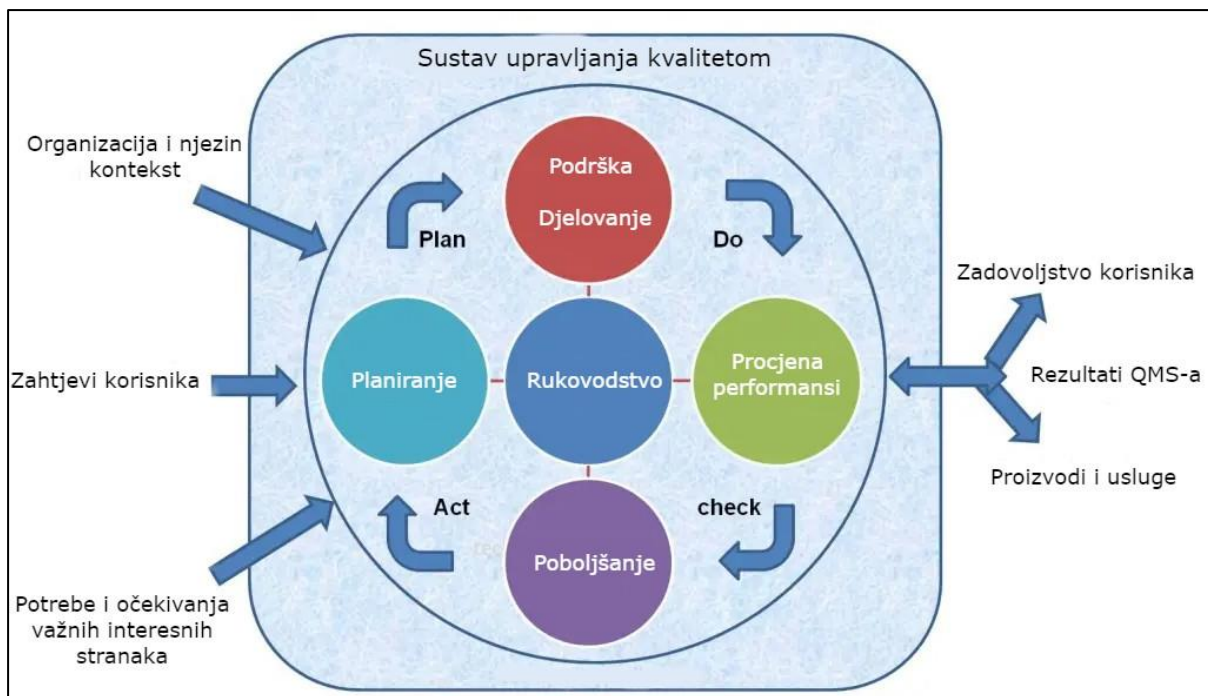 Sustav upravljanja kvalitetom
Organizacija i njezin
kontekst
Podrška
Djelovanje
Plan
Do
Zadovoljstvo korisnika
Zahtjevi korisnika
Planiranje
Rukovodstvo
Procjena
performansi
Rezultati QMS-a
Act
check
Proizvodi i usluge
Poboljšanje
Potrebe i očekivanja
važnih interesnih
stranaka